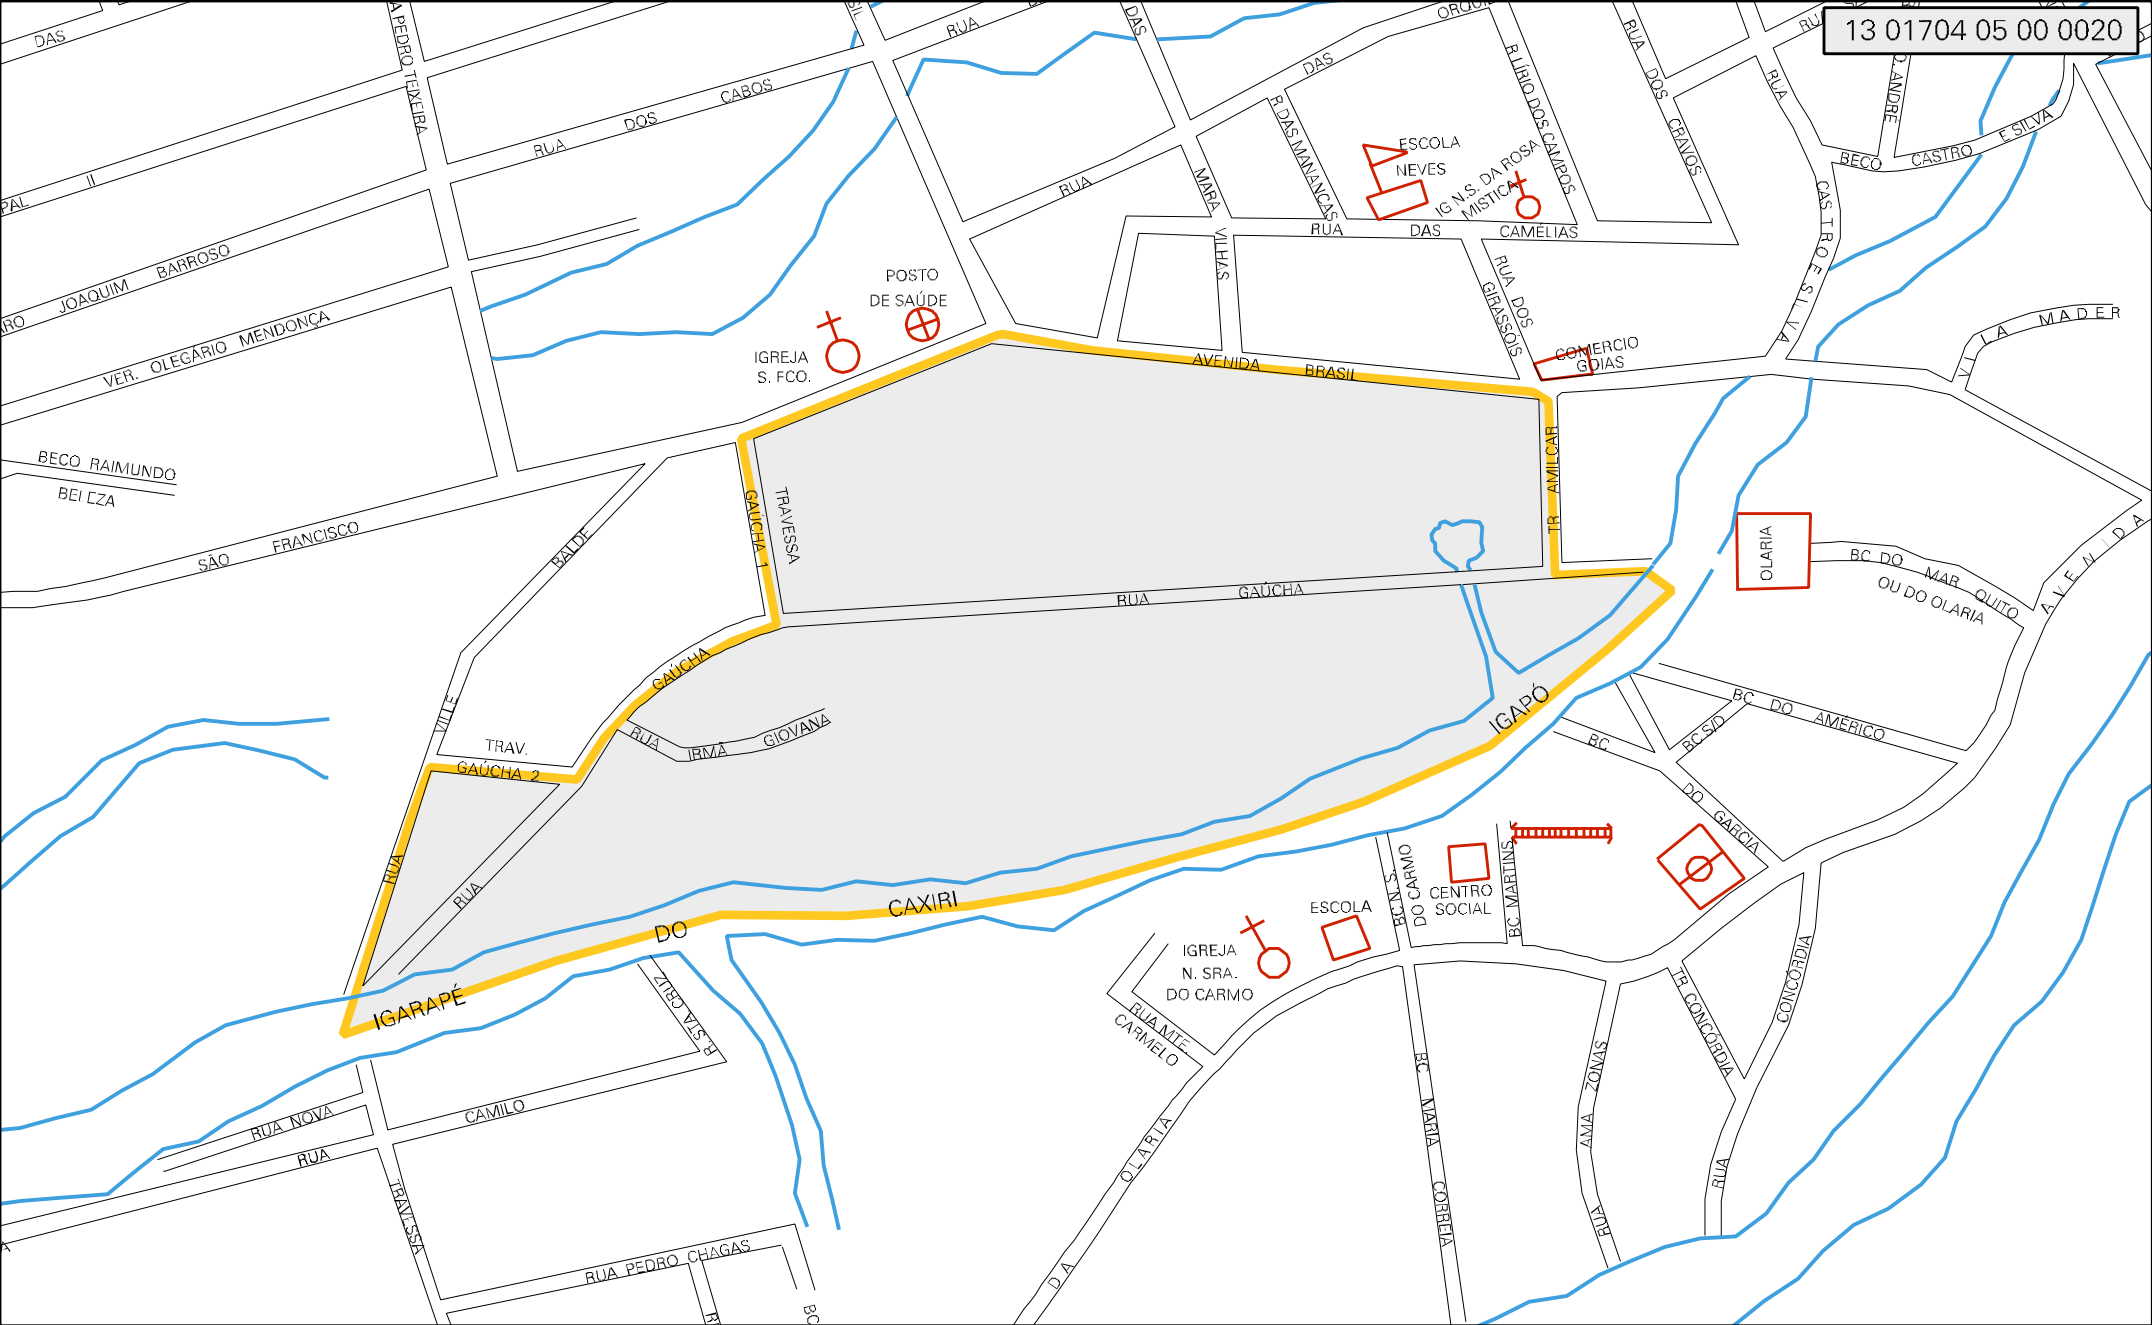 13 01704 05 00 0020
DAS
A PEDRO TEIXEIRA
RUA
DAS
RUA DOS CABOS
PAL II
JOAQUIM BARROSO
VER. OLEGÁRIO MENDONÇA
BECO RAIMUNDO
SÃO FRANCISCO
RUA DAS
MARA VILHAS
R DAS MANANCAS
R LÍRIO DOS CAMPOS
RUA DOS CRAVOS
RUA CASTRO E SILVA
BECO CASTRO E SILVA
O. ANDRÉ
ESCOLA
NEVES
IG N.S. DA ROSA
MISTICA
RUA DAS CAMÉLIAS
RUA DOS
GIRASSÓIS
COMERCIO
GOIAS
VILA MADER
POSTO
DE SAÚDE
IGREJA
S. FCO.
AVENIDA BRASIL
TR AMILCAR
TRAVESSA
GAÚCHA 1
RUA GAÚCHA
RUA VILLE BALDE
TRAV.
GAÚCHA 2
RUA GAÚCHA
RUA IRMÃ GIOVANA
IGARAPÉ DO CAXIRI
IGAPÓ
OLARIA
BC DO MAR QUITO
OU DO OLARIA
AVENIDA
BC DO AMÉRICO
BC S/D
BC DO GARCIA
BC N. S.
DO CARMO
CENTRO
SOCIAL
BC MARTINS
ESCOLA
IGREJA
N. SRA.
DO CARMO
RUA MTE.
CARMELO
DA OLARIA
BC MARIA CORREIA
RUA AMA ZONAS
TR CONCÓRDIA
RUA CONCÓRDIA
R. STA CRUZ
RUA NOVA
RUA CAMILO
TRAVESSA
RUA PEDRO CHAGAS
BC